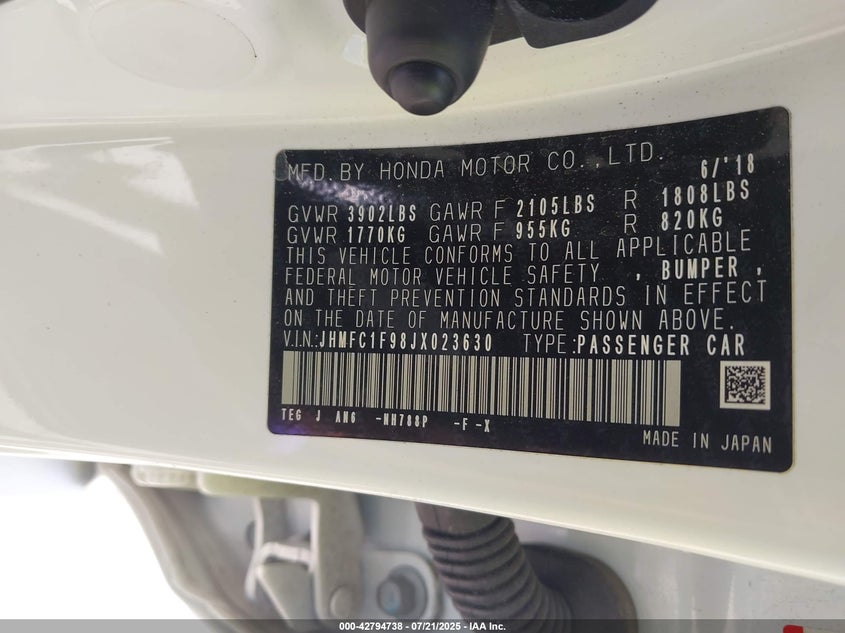 MFD. BY HONDA MOTOR CO.,LTD. 6/'18
GVWR 3902LBS GAWR F 2105LBS R 1808LBS
GVWR 1770KG GAWR F 955KG R 820KG
THIS VEHICLE CONFORMS TO ALL APPLICABLE
FEDERAL MOTOR VEHICLE SAFETY , BUMPER ,
AND THEFT PREVENTION STANDARDS IN EFFECT
ON THE DATE OF MANUFACTURE SHOWN ABOVE.
V.I.N.:JHMFC1F98JX023630 TYPE:PASSENGER CAR
TEG J AN6 -NH788P -F -X
MADE IN JAPAN
000-42794738 - 07/21/2025 - IAA Inc.